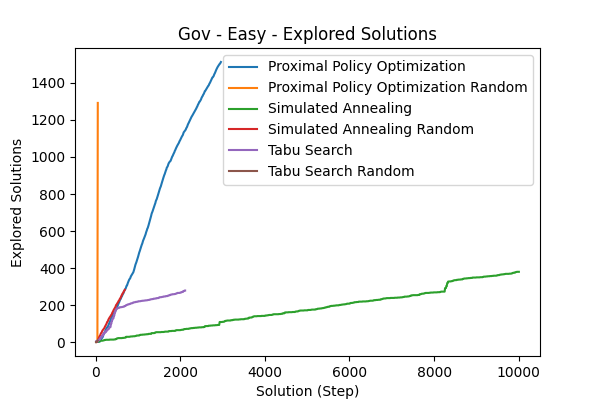 Gov - Easy - Explored Solutions
Proximal Policy Optimization
Proximal Policy Optimization Random
Simulated Annealing
Simulated Annealing Random
Tabu Search
Tabu Search Random
1400
1200
1000
800
600
400
200
0
Explored Solutions
0 2000 4000 6000 8000 10000
Solution (Step)